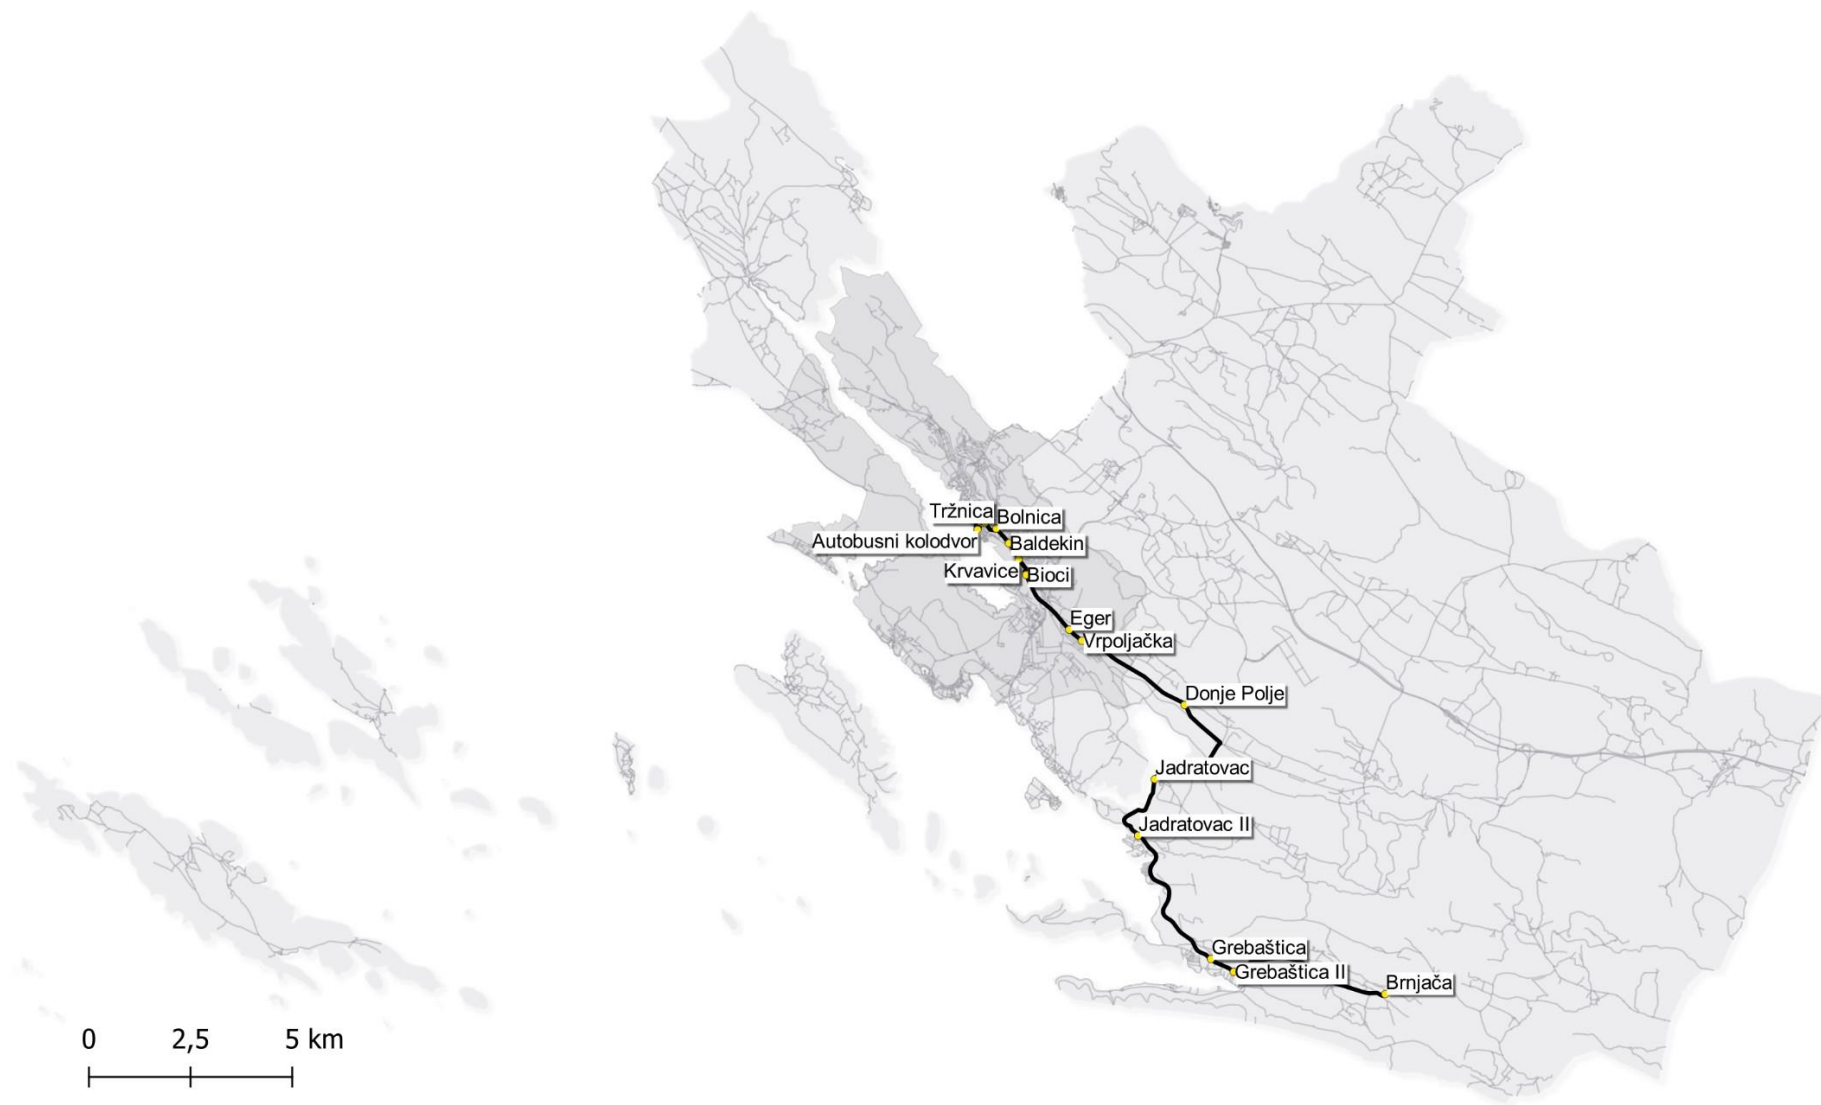 Tržnica
Bolnica
Autobusni kolodvor
Baldekin
Krvavice
Bioci
Eger
Vrpoljačka
Donje Polje
Jadratovac
Jadratovac II
Grebaštica
Grebaštica II
Brnjača
0 2,5 5 km